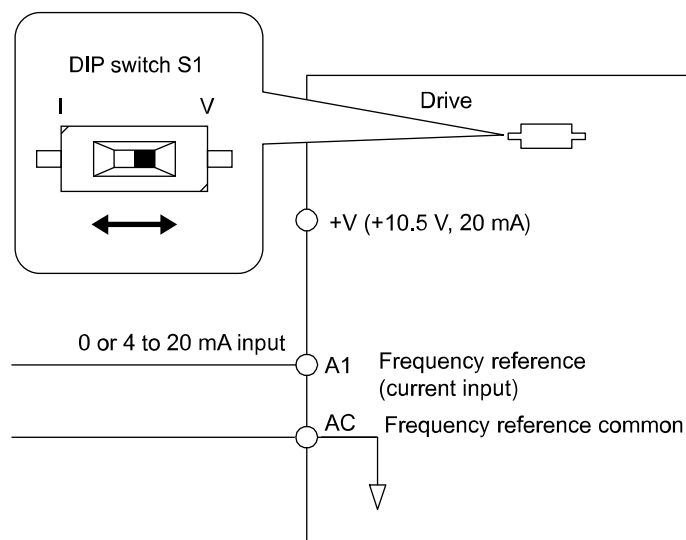 DIP switch S1
I V
Drive
+V (+10.5 V, 20 mA)
0 or 4 to 20 mA input
A1 Frequency reference
(current input)
AC Frequency reference common